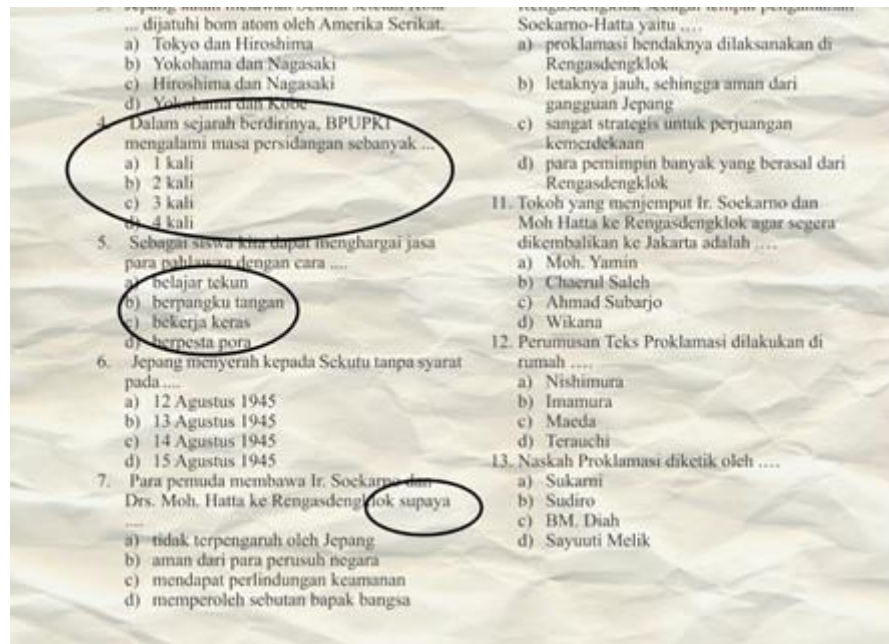 ... dijatuhi bom atom oleh Amerika Serikat.
a) Tokyo dan Hiroshima
b) Yokohama dan Nagasaki
c) Hiroshima dan Nagasaki
d) Yokohama dan Kobe
4. Dalam sejarah berdirinya, BPUPKI
mengalami masa persidangan sebanyak ...
a) 1 kali
b) 2 kali
c) 3 kali
d) 4 kali
5. Sebagai siswa kita dapat menghargai jasa
para pahlawan dengan cara ....
a) belajar tekun
b) berpangku tangan
c) bekerja keras
d) berpesta pora
6. Jepang menyerah kepada Sekutu tanpa syarat
pada ....
a) 12 Agustus 1945
b) 13 Agustus 1945
c) 14 Agustus 1945
d) 15 Agustus 1945
7. Para pemuda membawa Ir. Soekarno dan
Drs. Moh. Hatta ke Rengasdengklok supaya
....
a) tidak terpengaruh oleh Jepang
b) aman dari para perusuh negara
c) mendapat perlindungan keamanan
d) memperoleh sebutan bapak bangsa
Soekarno-Hatta yaitu ....
a) proklamasi hendaknya dilaksanakan di
Rengasdengklok
b) letaknya jauh, sehingga aman dari
gangguan Jepang
c) sangat strategis untuk perjuangan
kemerdekaan
d) para pemimpin banyak yang berasal dari
Rengasdengklok
11. Tokoh yang menjemput Ir. Soekarno dan
Moh Hatta ke Rengasdengklok agar segera
dikembalikan ke Jakarta adalah ....
a) Moh. Yamin
b) Chaerul Saleh
c) Ahmad Subarjo
d) Wikana
12. Perumusan Teks Proklamasi dilakukan di
rumah ....
a) Nishimura
b) Imamura
c) Maeda
d) Terauchi
13. Naskah Proklamasi diketik oleh ....
a) Sukarni
b) Sudiro
c) BM. Diah
d) Sayuuti Melik